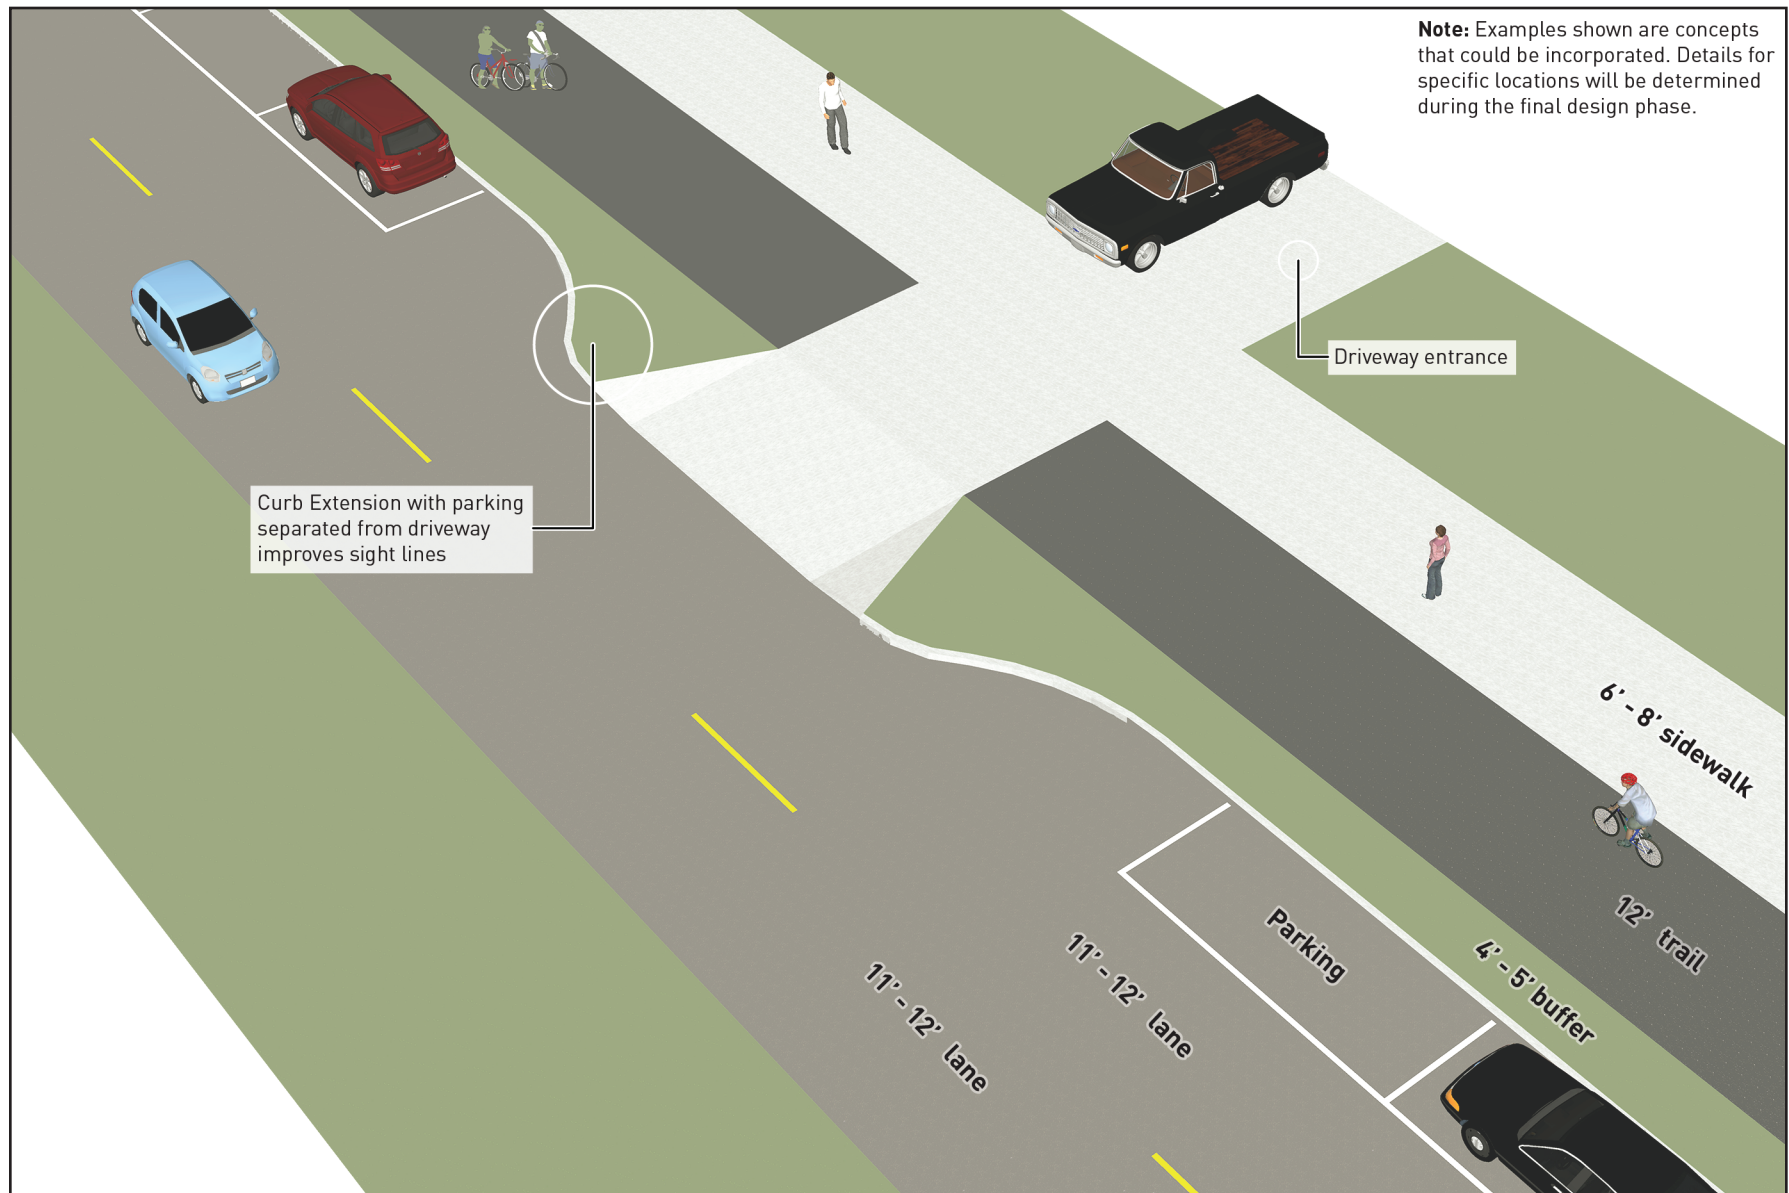 Note: Examples shown are concepts
that could be incorporated. Details for
specific locations will be determined
during the final design phase.
Driveway entrance
Curb Extension with parking
separated from driveway
improves sight lines
6' - 8' sidewalk
12' trail
4' - 5' buffer
Parking
11' - 12' lane
11' - 12' lane